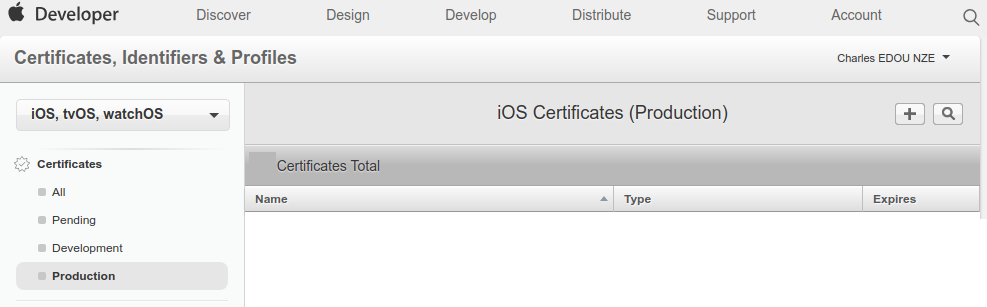 Developer Discover Design Develop Distribute Support Account
Certificates, Identifiers & Profiles Charles EDOU NZE
iOS, tvOS, watchOS
iOS Certificates (Production)
Certificates
Certificates Total
All
Name Type Expires
Pending
Development
Production